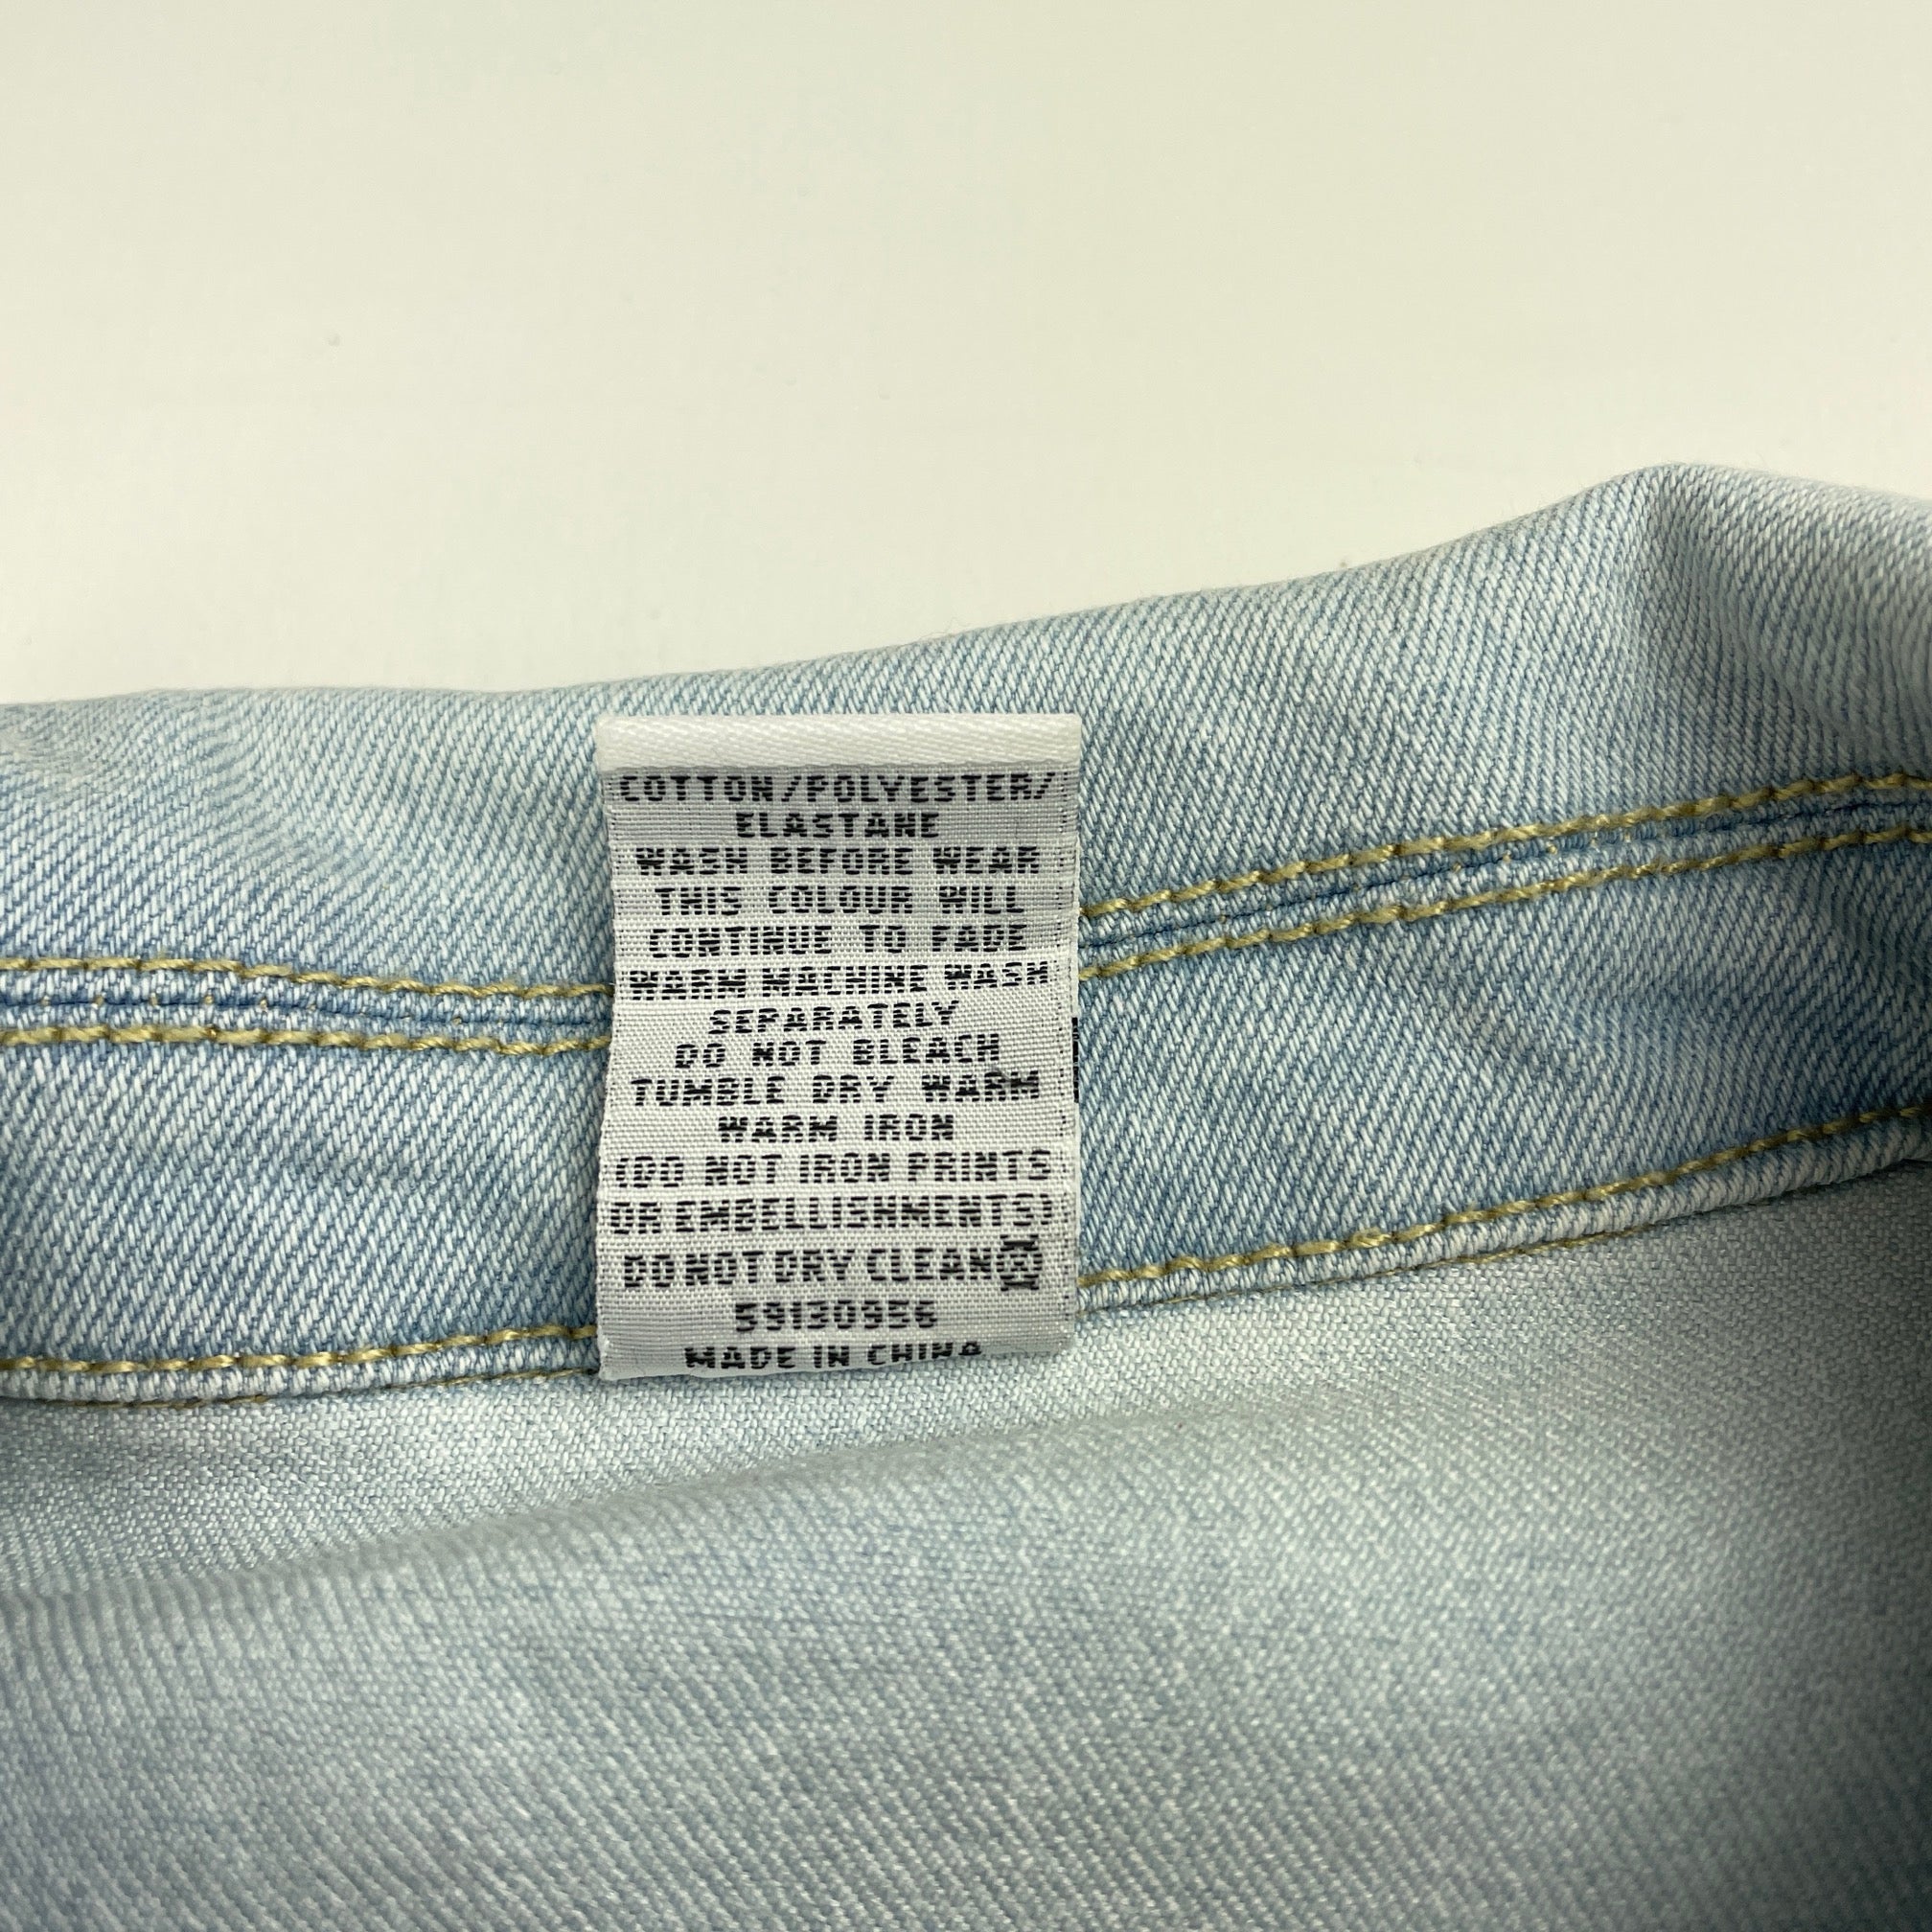 COTTON/POLYESTER/
ELASTANE
WASH BEFORE WEAR
THIS COLOUR WILL
CONTINUE TO FADE
WARM MACHINE WASH
SEPARATELY
DO NOT BLEACH
TUMBLE DRY WARM
WARM IRON
(DO NOT IRON PRINTS
OR EMBELLISHMENTS)
DO NOT DRY CLEAN
59130956
MADE IN CHINA